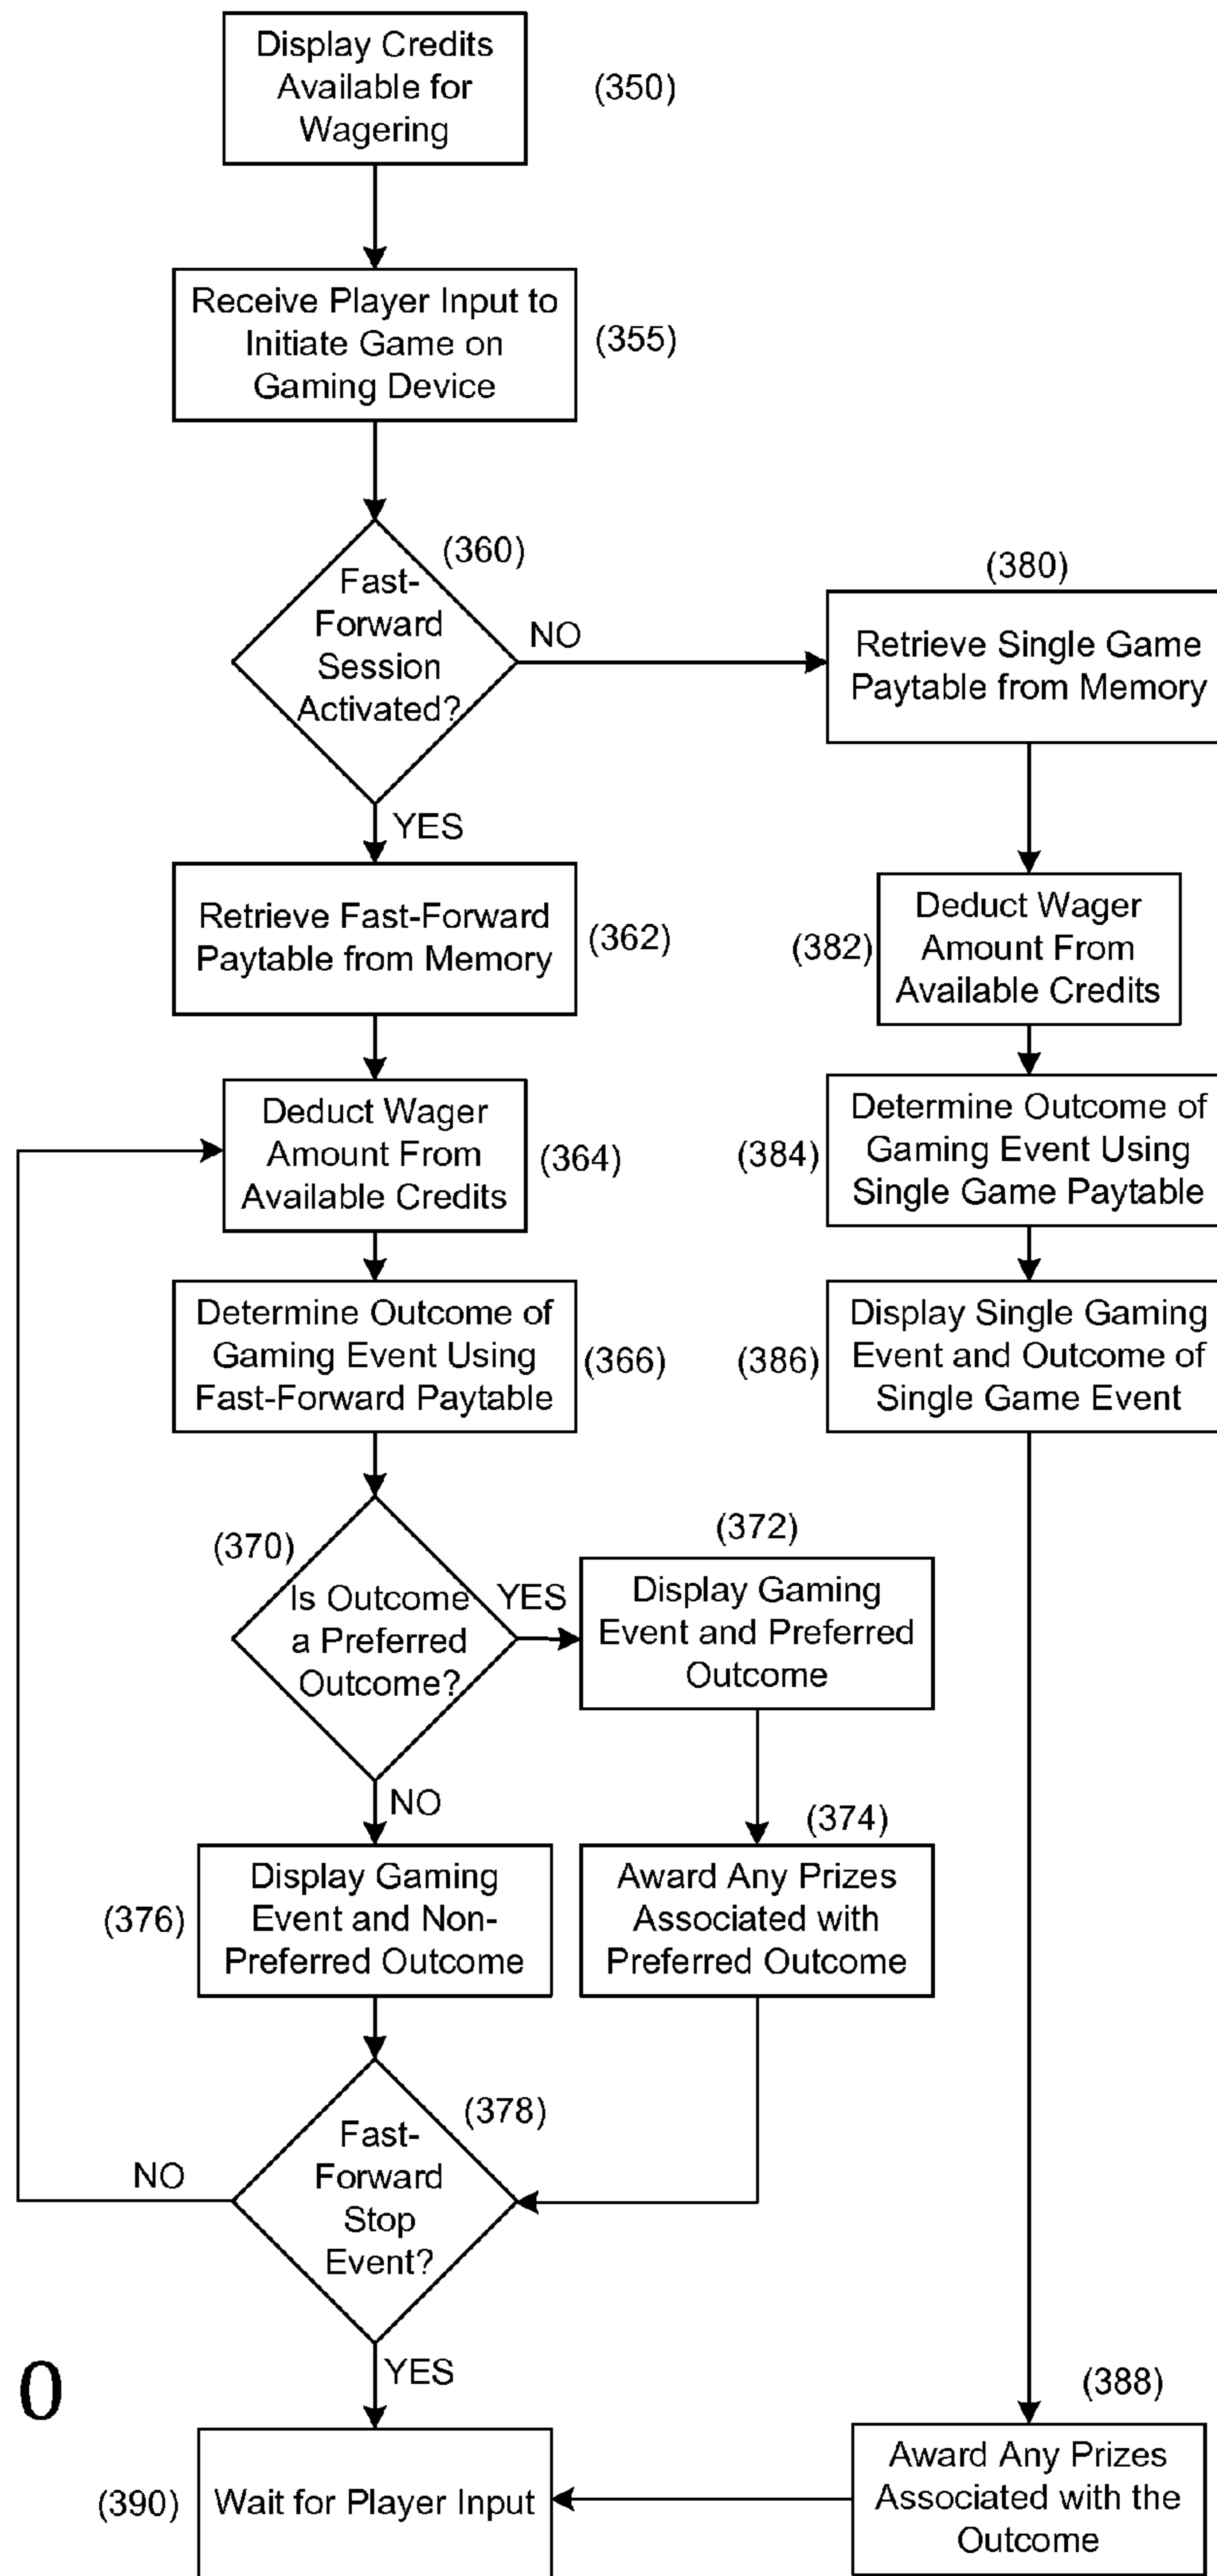 Display Credits
Available for
Wagering
(350)
Receive Player Input to
Initiate Game on
Gaming Device
(355)
(360)
Fast-
Forward
Session
Activated?
NO
YES
(380)
Retrieve Single Game
Paytable from Memory
Retrieve Fast-Forward
Paytable from Memory
(362)
(382)
Deduct Wager
Amount From
Available Credits
Deduct Wager
Amount From
Available Credits
(364)
(384)
Determine Outcome of
Gaming Event Using
Single Game Paytable
Determine Outcome of
Gaming Event Using
Fast-Forward Paytable
(366)
(386)
Display Single Gaming
Event and Outcome of
Single Game Event
(370)
Is Outcome
a Preferred
Outcome?
YES
NO
(372)
Display Gaming
Event and Preferred
Outcome
(374)
Award Any Prizes
Associated with
Preferred Outcome
(376)
Display Gaming
Event and Non-
Preferred Outcome
(378)
Fast-
Forward
Stop
Event?
NO
YES
0
(388)
Award Any Prizes
Associated with the
Outcome
(390)
Wait for Player Input